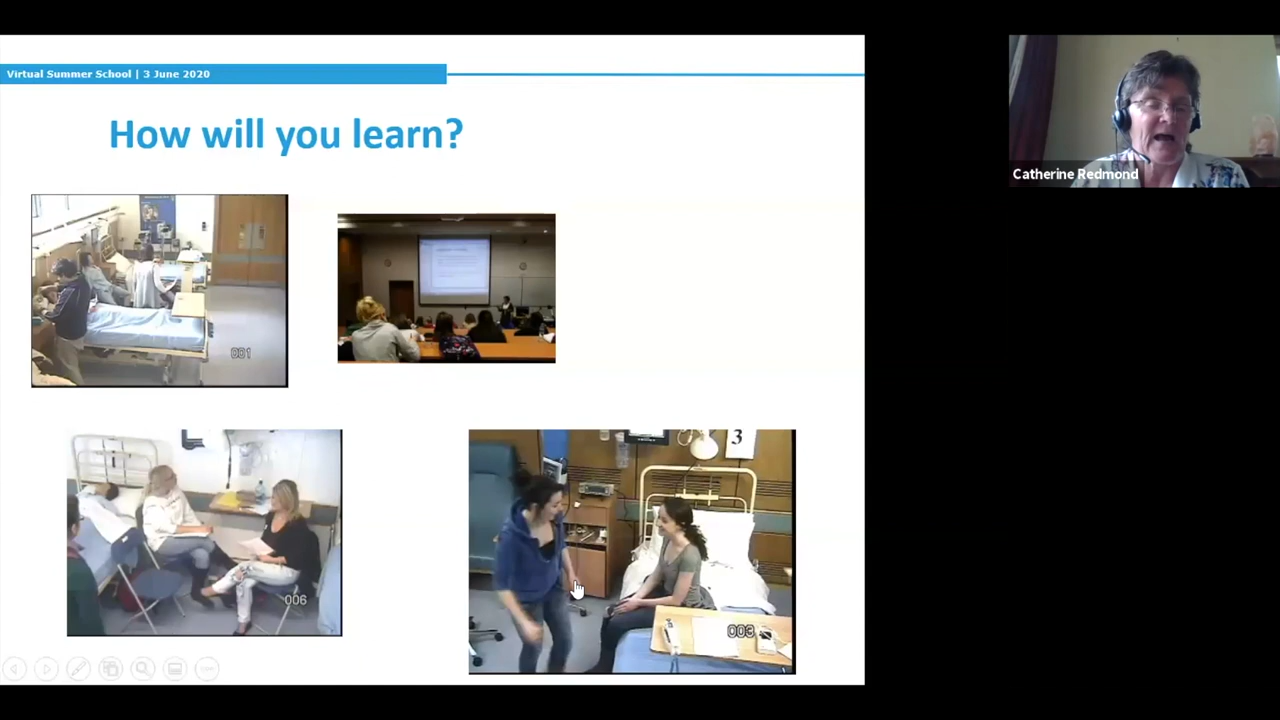 Virtual Summer School | 3 June 2020
How will you learn?
Catherine Redmond
001
3
006
003